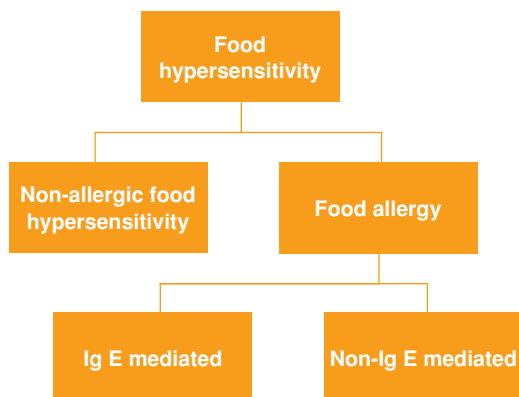 Food
hypersensitivity
Non-allergic food
hypersensitivity
Food allergy
Ig E mediated
Non-Ig E mediated